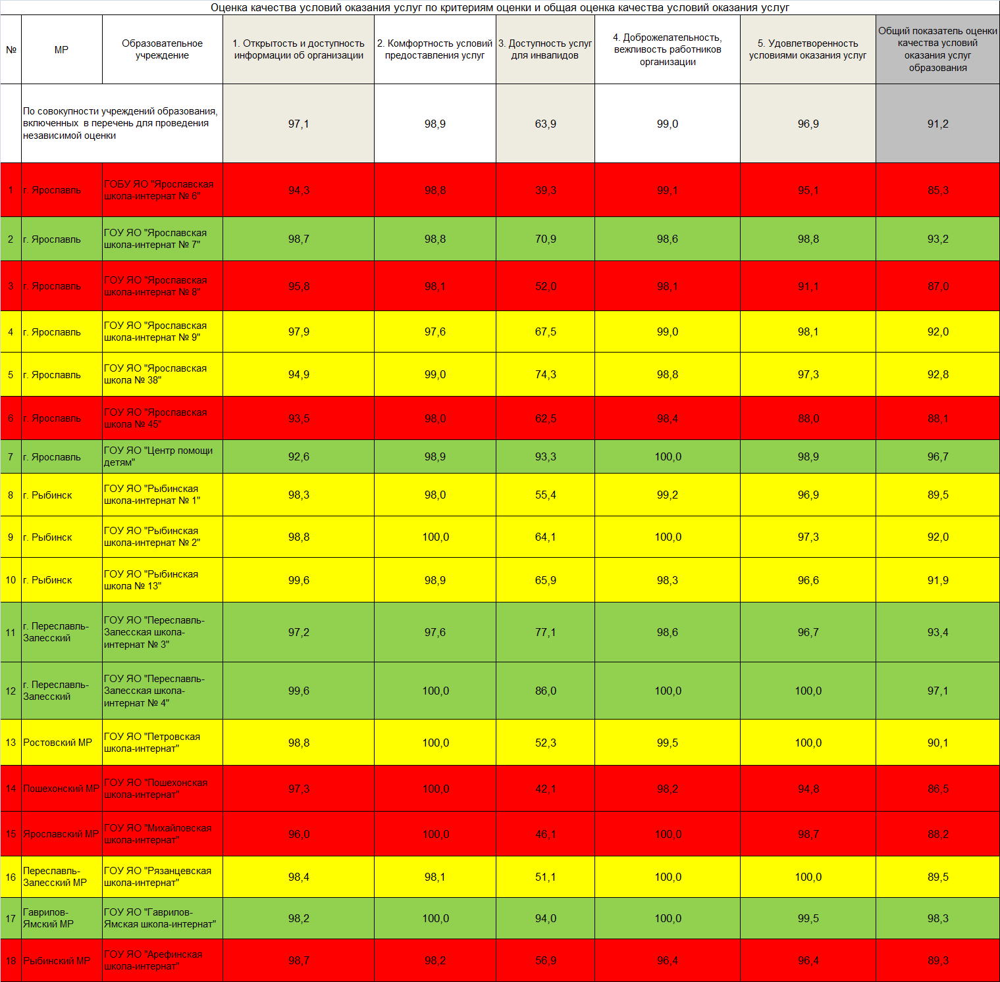 Оценка качества условий оказания услуг по критериям оценки и общая оценка качества условий оказания услуг
№
МР
Образовательное
учреждение
1. Открытость и доступность
информации об организации
2. Комфортность условий
предоставления услуг
3. Доступность услуг
для инвалидов
4. Доброжелательность,
вежливость работников
организации
5. Удовлетворенность
условиями оказания услуг
Общий показатель оценки
качества условий
оказания услуг
образования
По совокупности учреждений образования,
включенных в перечень для проведения
независимой оценки
97,1
98,9
63,9
99,0
96,9
91,2
1
г. Ярославль
ГОБУ ЯО "Ярославская
школа-интернат № 6"
94,3
98,8
39,3
99,1
95,1
85,3
2
г. Ярославль
ГОУ ЯО "Ярославская
школа-интернат № 7"
98,7
98,8
70,9
98,6
98,8
93,2
3
г. Ярославль
ГОУ ЯО "Ярославская
школа-интернат № 8"
95,8
98,1
52,0
98,1
91,1
87,0
4
г. Ярославль
ГОУ ЯО "Ярославская
школа-интернат № 9"
97,9
97,6
67,5
99,0
98,1
92,0
5
г. Ярославль
ГОУ ЯО "Ярославская
школа № 38"
94,9
99,0
74,3
98,8
97,3
92,8
6
г. Ярославль
ГОУ ЯО "Ярославская
школа № 45"
93,5
98,0
62,5
98,4
88,0
88,1
7
г. Ярославль
ГОУ ЯО "Центр помощи
детям"
92,6
98,9
93,3
100,0
98,9
96,7
8
г. Рыбинск
ГОУ ЯО "Рыбинская
школа-интернат № 1"
98,3
98,0
55,4
99,2
96,9
89,5
9
г. Рыбинск
ГОУ ЯО "Рыбинская
школа-интернат № 2"
98,8
100,0
64,1
100,0
97,3
92,0
10
г. Рыбинск
ГОУ ЯО "Рыбинская
школа № 13"
99,6
98,9
65,9
98,3
96,6
91,9
11
г. Переславль-
Залесский
ГОУ ЯО "Переславль-
Залесская школа-
интернат № 3"
97,2
97,6
77,1
98,6
96,7
93,4
12
г. Переславль-
Залесский
ГОУ ЯО "Переславль-
Залесская школа-
интернат № 4"
99,6
100,0
86,0
100,0
100,0
97,1
13
Ростовский МР
ГОУ ЯО "Петровская
школа-интернат"
98,8
100,0
52,3
99,5
100,0
90,1
14
Пошехонский МР
ГОУ ЯО "Пошехонская
школа-интернат"
97,3
100,0
42,1
98,2
94,8
86,5
15
Ярославский МР
ГОУ ЯО "Михайловская
школа-интернат"
96,0
100,0
46,1
100,0
98,7
88,2
16
Переславль-
Залесский МР
ГОУ ЯО "Рязанцевская
школа-интернат"
98,4
98,1
51,1
100,0
100,0
89,5
17
Гаврилов-
Ямский МР
ГОУ ЯО "Гаврилов-
Ямская школа-интернат"
98,2
100,0
94,0
100,0
99,5
98,3
18
Рыбинский МР
ГОУ ЯО "Арефинская
школа-интернат"
98,7
98,2
56,9
96,4
96,4
89,3